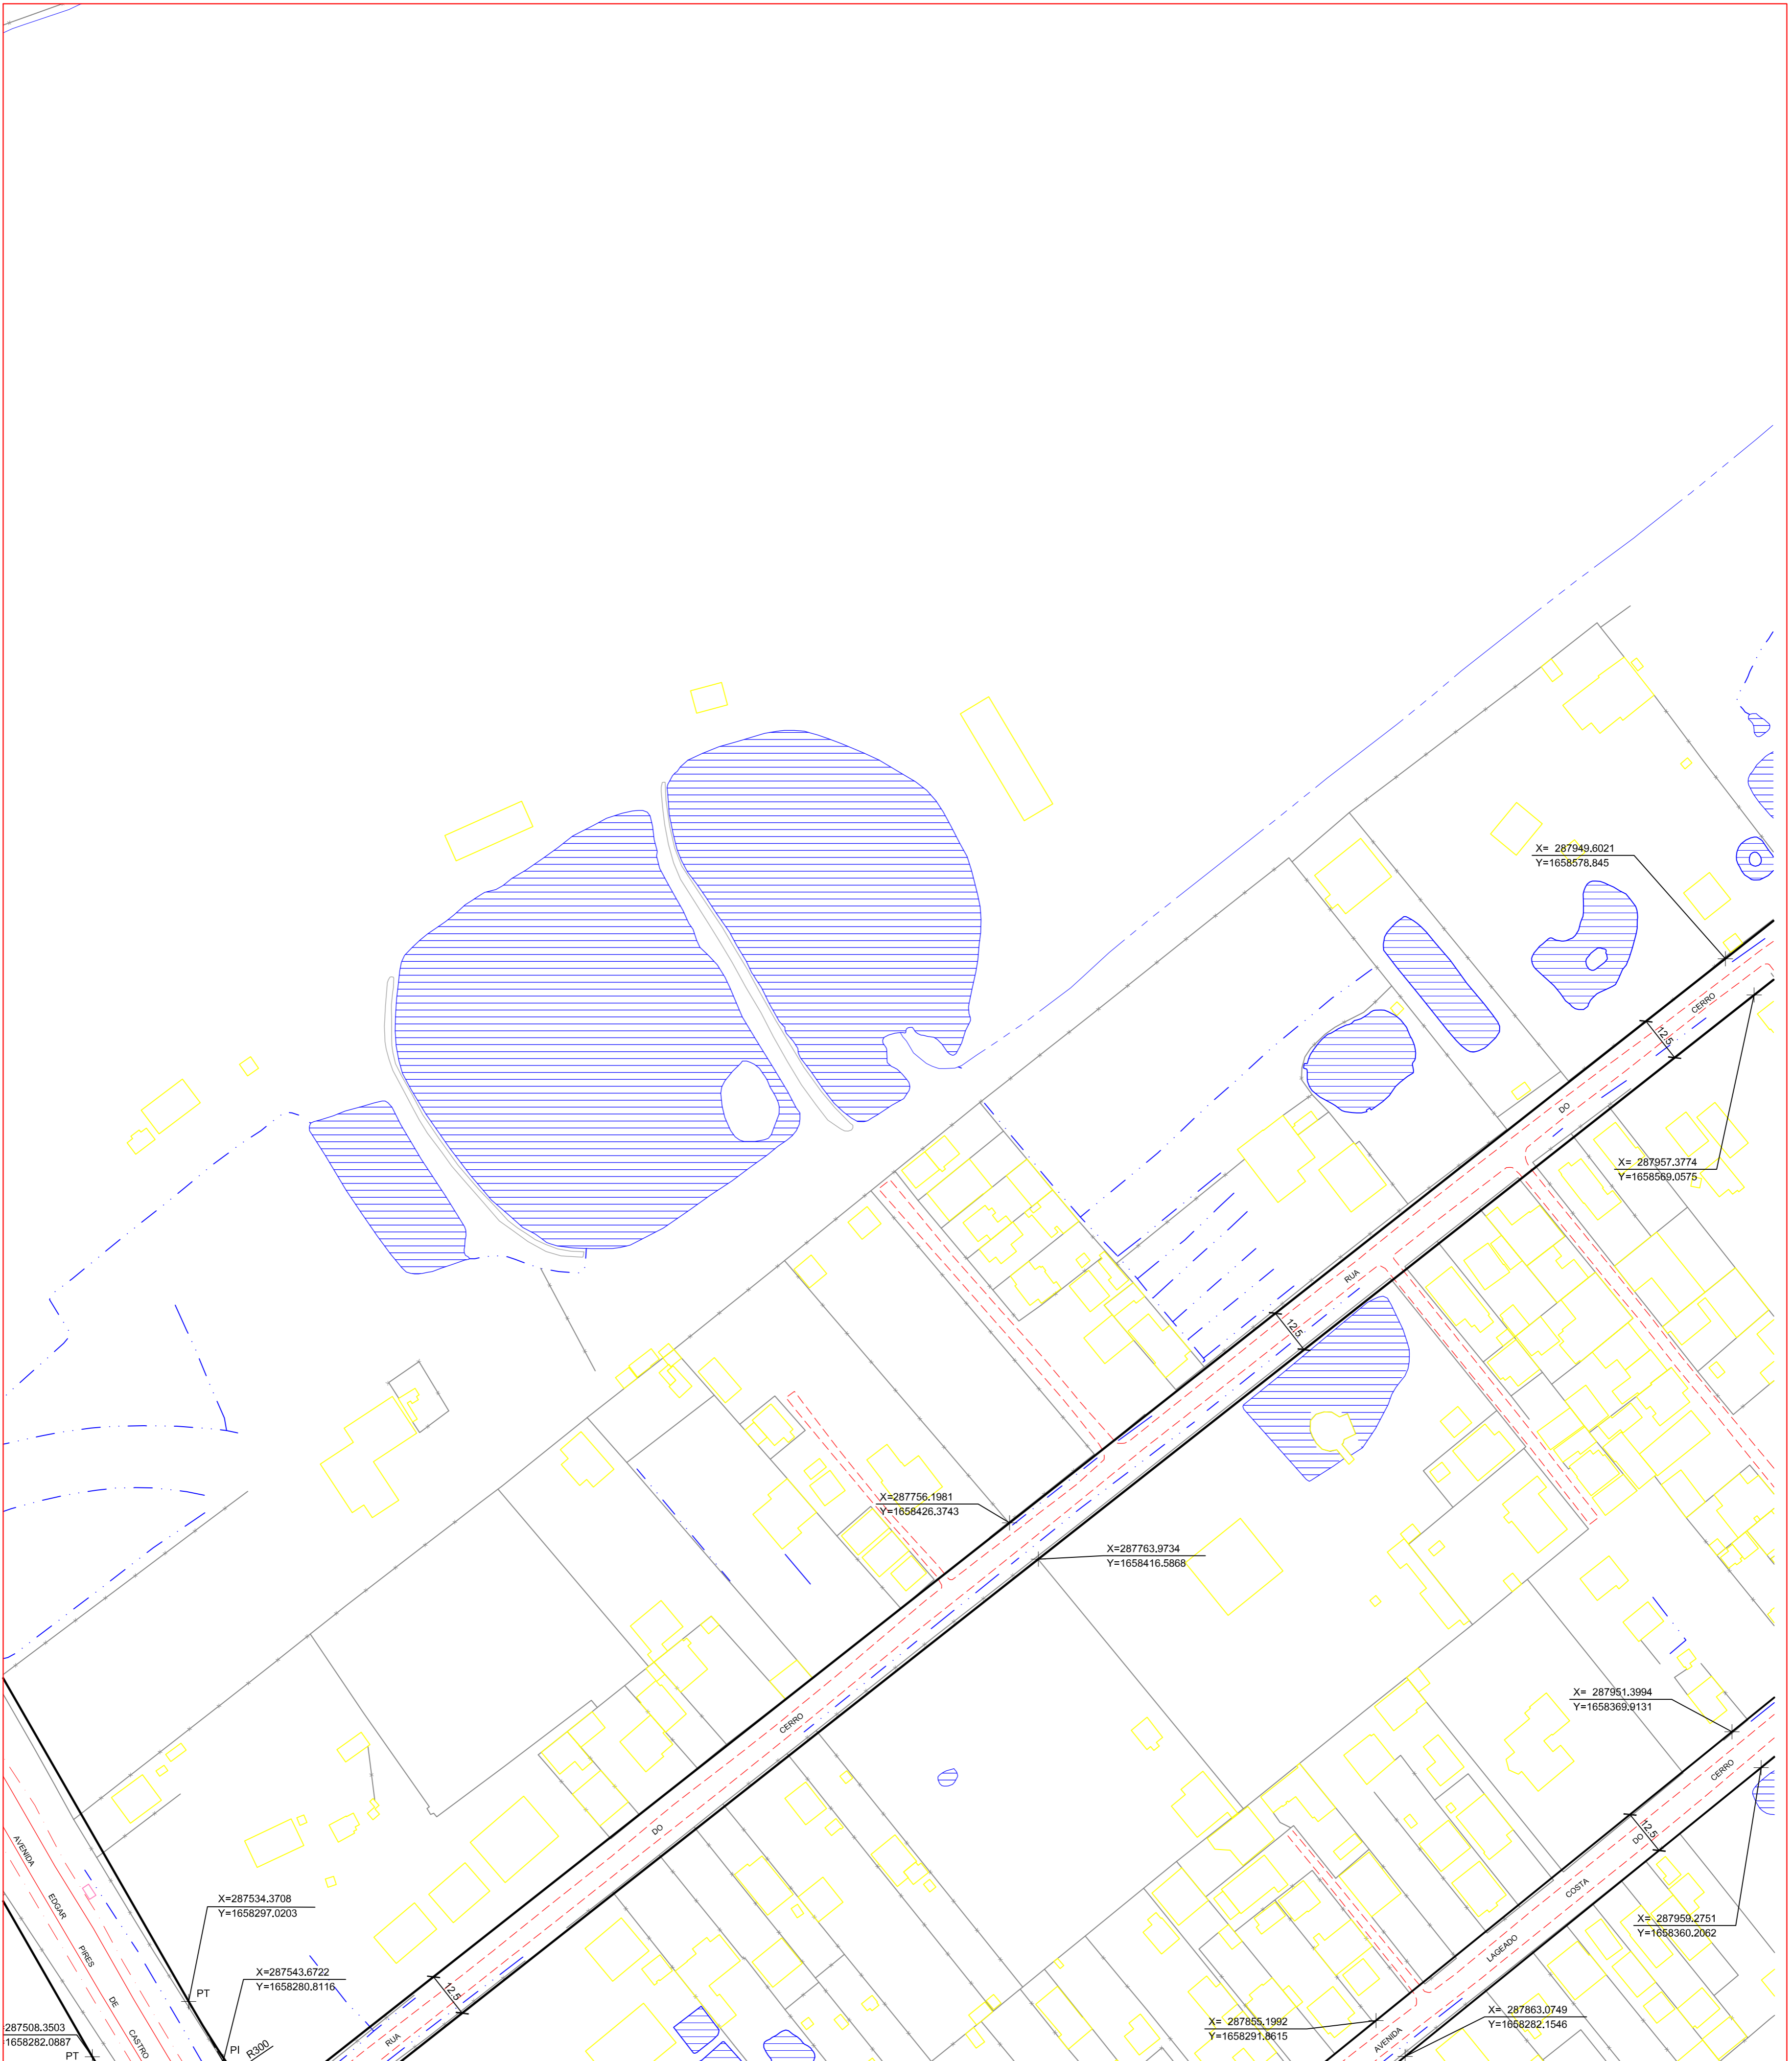 X= 287949.6021
Y=1658578.845
CERRO
12.5
DO
X= 287957.3774
Y=1658569.0575
RUA
12.5
X=287756.1981
Y=1658426.3743
X=287763.9734
Y=1658416.5868
X= 287951.3994
Y=1658369.9131
CERRO
CERRO
12.5
DO
DO
AVENIDA
EDGAR
PIRES
DE
CASTRO
COSTA
X=287534.3708
Y=1658297.0203
X= 287959.2751
Y=1658360.2062
LAGEADO
X=287543.6722
Y=1658280.8116
PT
12.5
X= 287863.0749
Y=1658282.1546
X= 287855.1992
Y=1658291.8615
=287508.3503
=1658282.0887
PT
PI
R300
RUA
AVENIDA